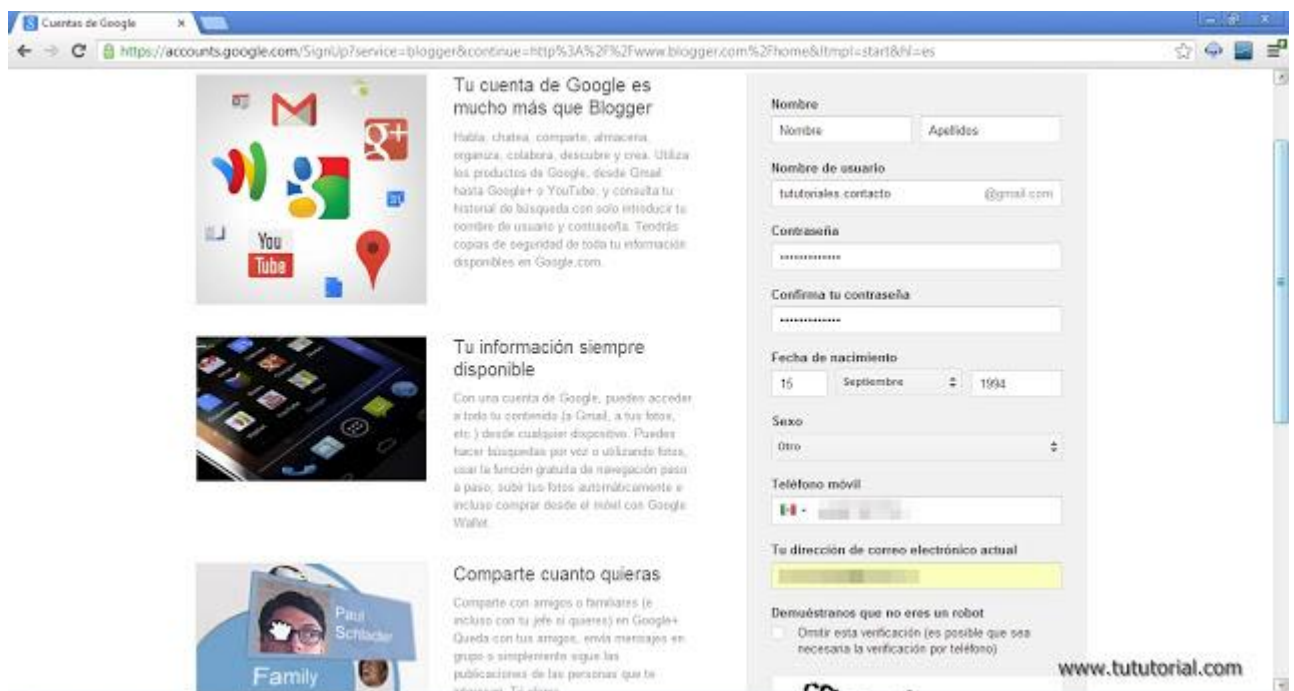 Cuentas de Google
https://accounts.google.com/SignUp?service=blogger&continue=http%3A%2F%2Fwww.blogger.com%2Fhome&ltmpl=start&hl=es
You
Tube
Tu cuenta de Google es
mucho más que Blogger
Habla, chatea, comparte, almacena,
organiza, colabora, descubre y crea. Utiliza
los productos de Google, desde Gmail
hasta Google+ o YouTube, y consulta tu
historial de búsqueda con solo introducir tu
nombre de usuario y contraseña. Tendrás
copias de seguridad de toda tu información
disponibles en Google.com.
Tu información siempre
disponible
Con una cuenta de Google, puedes acceder
a todo tu contenido (a Gmail, a tus fotos,
etc.) desde cualquier dispositivo. Puedes
hacer búsquedas por voz o utilizando fotos,
usar la función gratuita de navegación paso
a paso, subir tus fotos automáticamente e
incluso comprar desde el móvil con Google
Wallet.
Paul
Schlader
Family
Comparte cuanto quieras
Comparte con amigos o familiares (e
incluso con tu jefe si quieres) en Google+
Queda con tus amigos, envía mensajes en
grupo o simplemente sigue las
publicaciones de las personas que te
Nombre
Nombre Apellidos
Nombre de usuario
tututoriales.contacto @gmail.com
Contraseña
Confirma tu contraseña
Fecha de nacimiento
15 Septiembre 1994
Sexo
Otro
Teléfono móvil
Tu dirección de correo electrónico actual
Demuéstranos que no eres un robot
Omitir esta verificación (es posible que sea
necesaria la verificación por teléfono)
www.tututorial.com